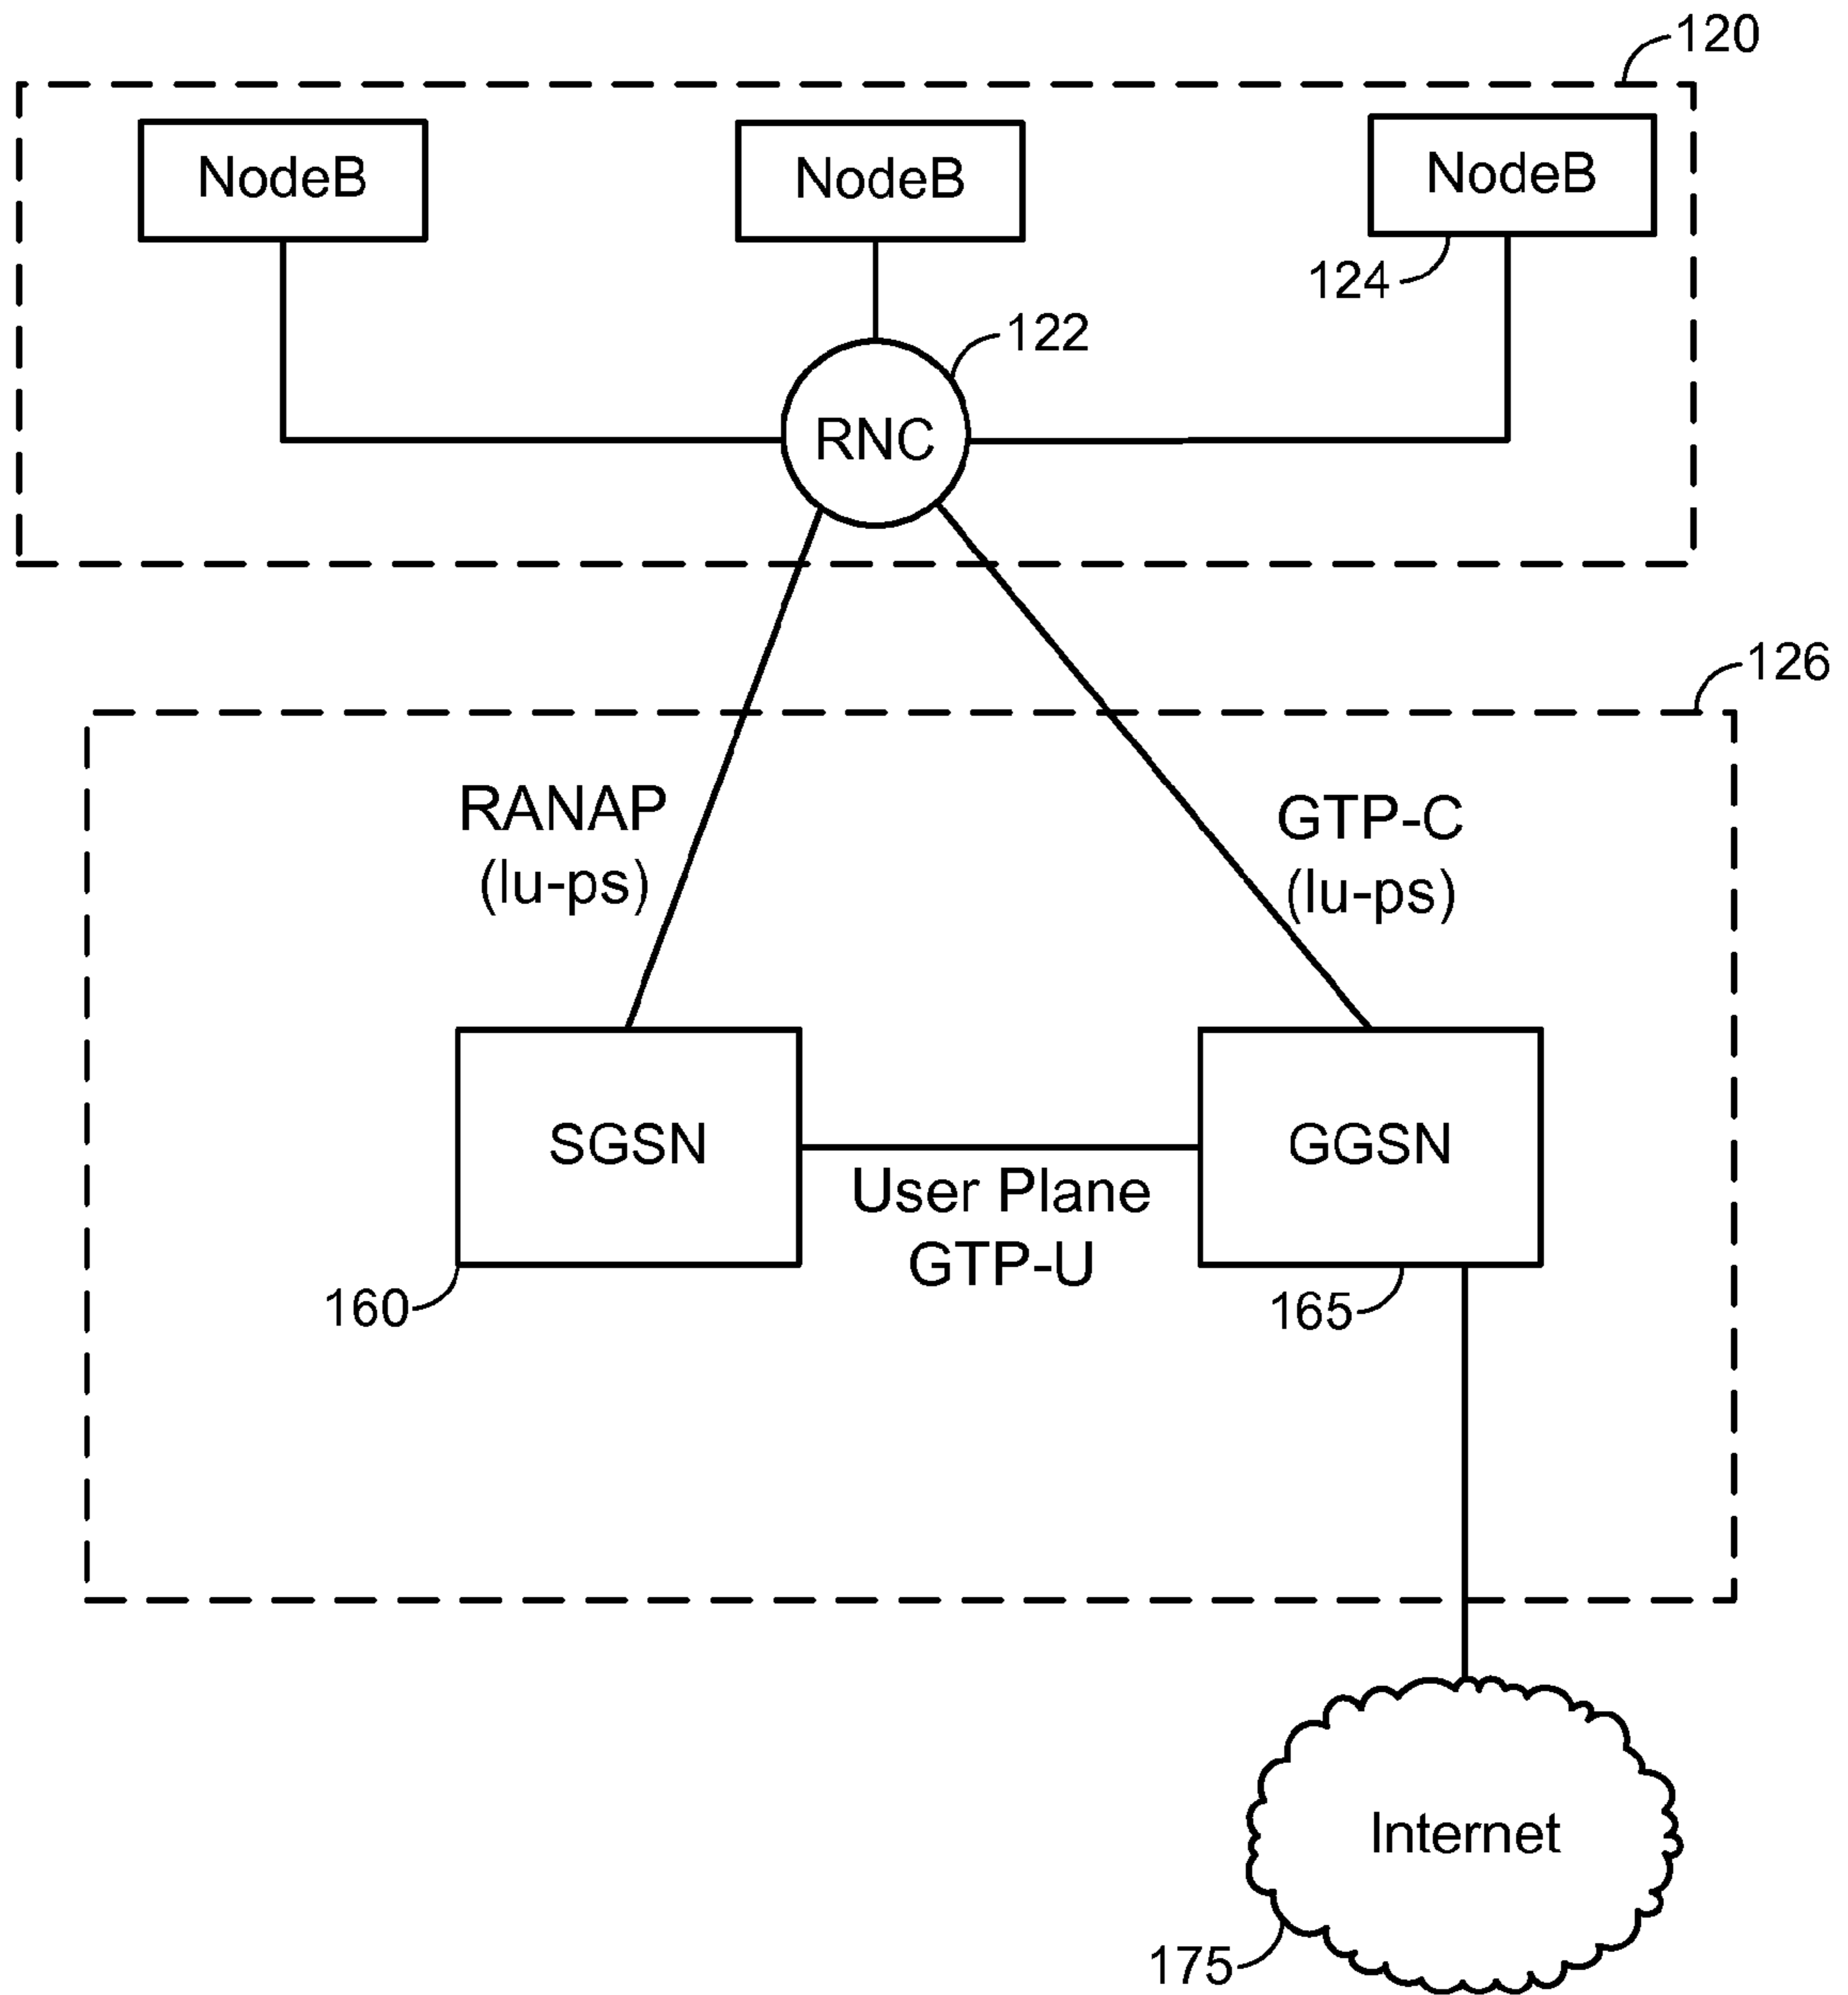 120
NodeB
NodeB
NodeB
124
122
RNC
126
RANAP
(lu-ps)
GTP-C
(lu-ps)
SGSN
GGSN
User Plane
GTP-U
160
165
Internet
175